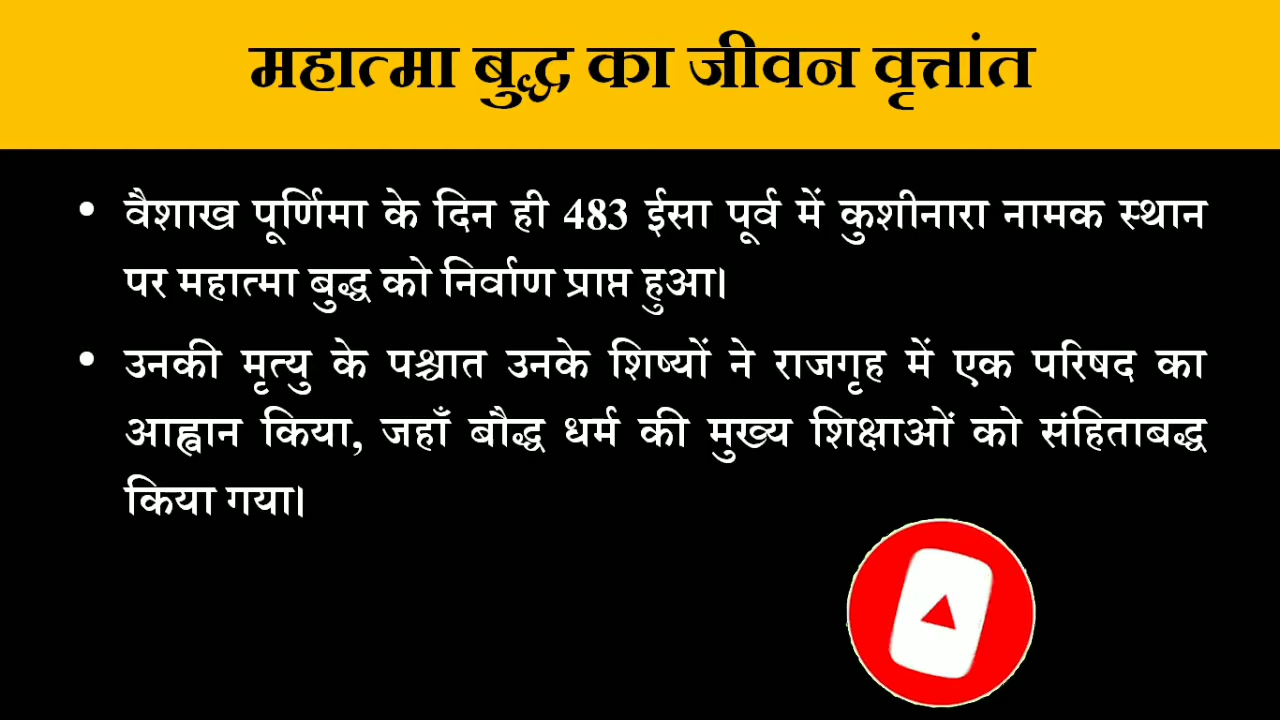 महात्मा बुद्ध का जीवन वृत्तांत
• वैशाख पूर्णिमा के दिन ही 483 ईसा पूर्व में कुशीनारा नामक स्थान
पर महात्मा बुद्ध को निर्वाण प्राप्त हुआ।
• उनकी मृत्यु के पश्चात उनके शिष्यों ने राजगृह में एक परिषद का
आह्वान किया, जहाँ बौद्ध धर्म की मुख्य शिक्षाओं को संहिताबद्ध
किया गया।